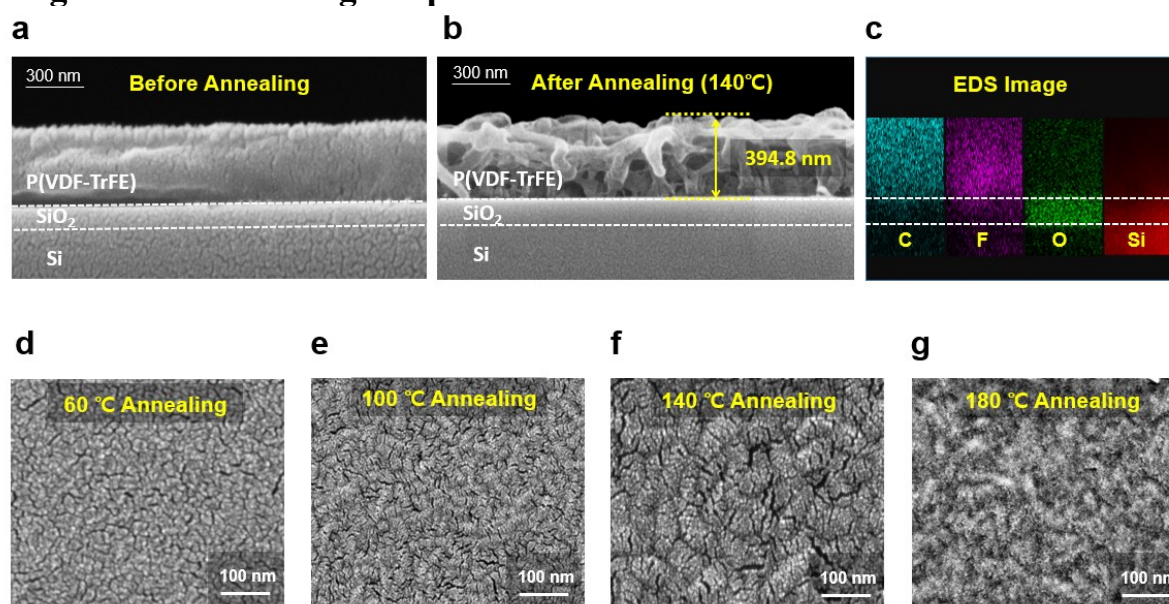 a
b
c
300 nm
Before Annealing
P(VDF-TrFE)
SiO₂
Si
300 nm
After Annealing (140℃)
394.8 nm
P(VDF-TrFE)
SiO₂
Si
EDS Image
C F O Si
d
e
f
g
60 ℃ Annealing
100 nm
100 ℃ Annealing
100 nm
140 ℃ Annealing
100 nm
180 ℃ Annealing
100 nm